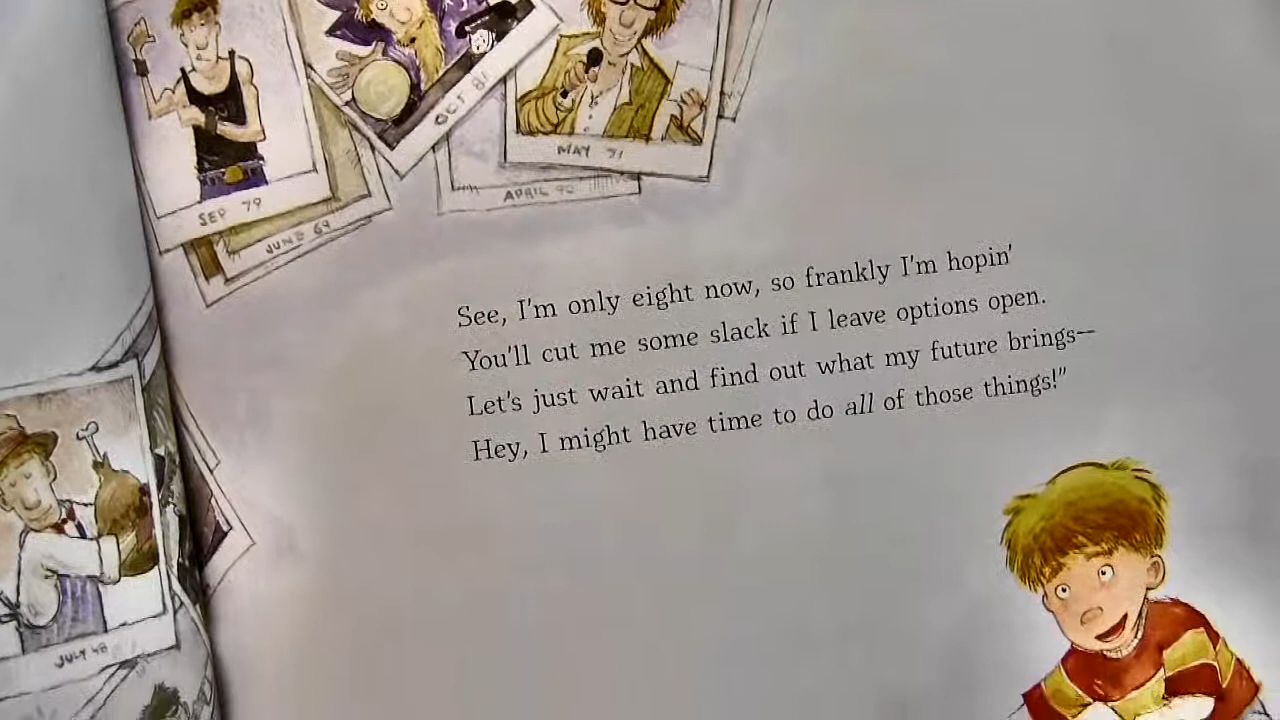 SEP 79
JUNE 69
OCT 81
APRIL 90
MAY 71
See, I'm only eight now, so frankly I'm hopin'
You'll cut me some slack if I leave options open.
Let's just wait and find out what my future brings—
Hey, I might have time to do all of those things!"
JULY 48